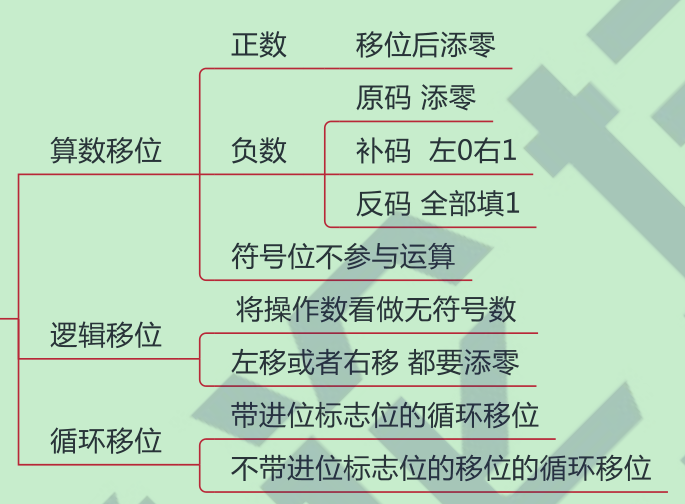 正数 移位后添零
原码 添零
算数移位
负数
补码 左0右1
反码 全部填1
符号位不参与运算
将操作数看做无符号数
逻辑移位
左移或者右移 都要添零
带进位标志位的循环移位
循环移位
不带进位标志位的移位的循环移位